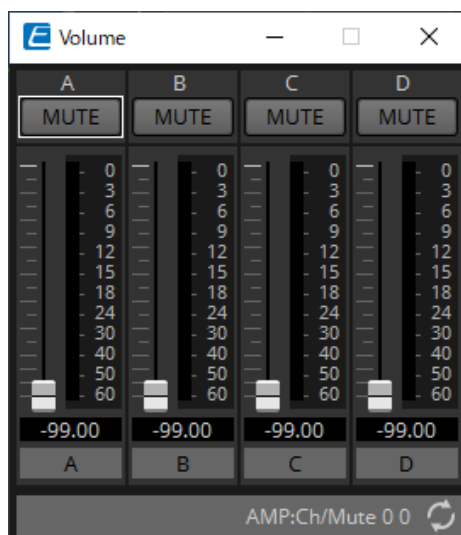 Volume
A B C D
MUTE MUTE MUTE MUTE
0 0 0 0
3 3 3 3
6 6 6 6
9 9 9 9
12 12 12 12
15 15 15 15
18 18 18 18
24 24 24 24
30 30 30 30
40 40 40 40
50 50 50 50
60 60 60 60
-99.00 -99.00 -99.00 -99.00
A B C D
AMP:Ch/Mute 0 0